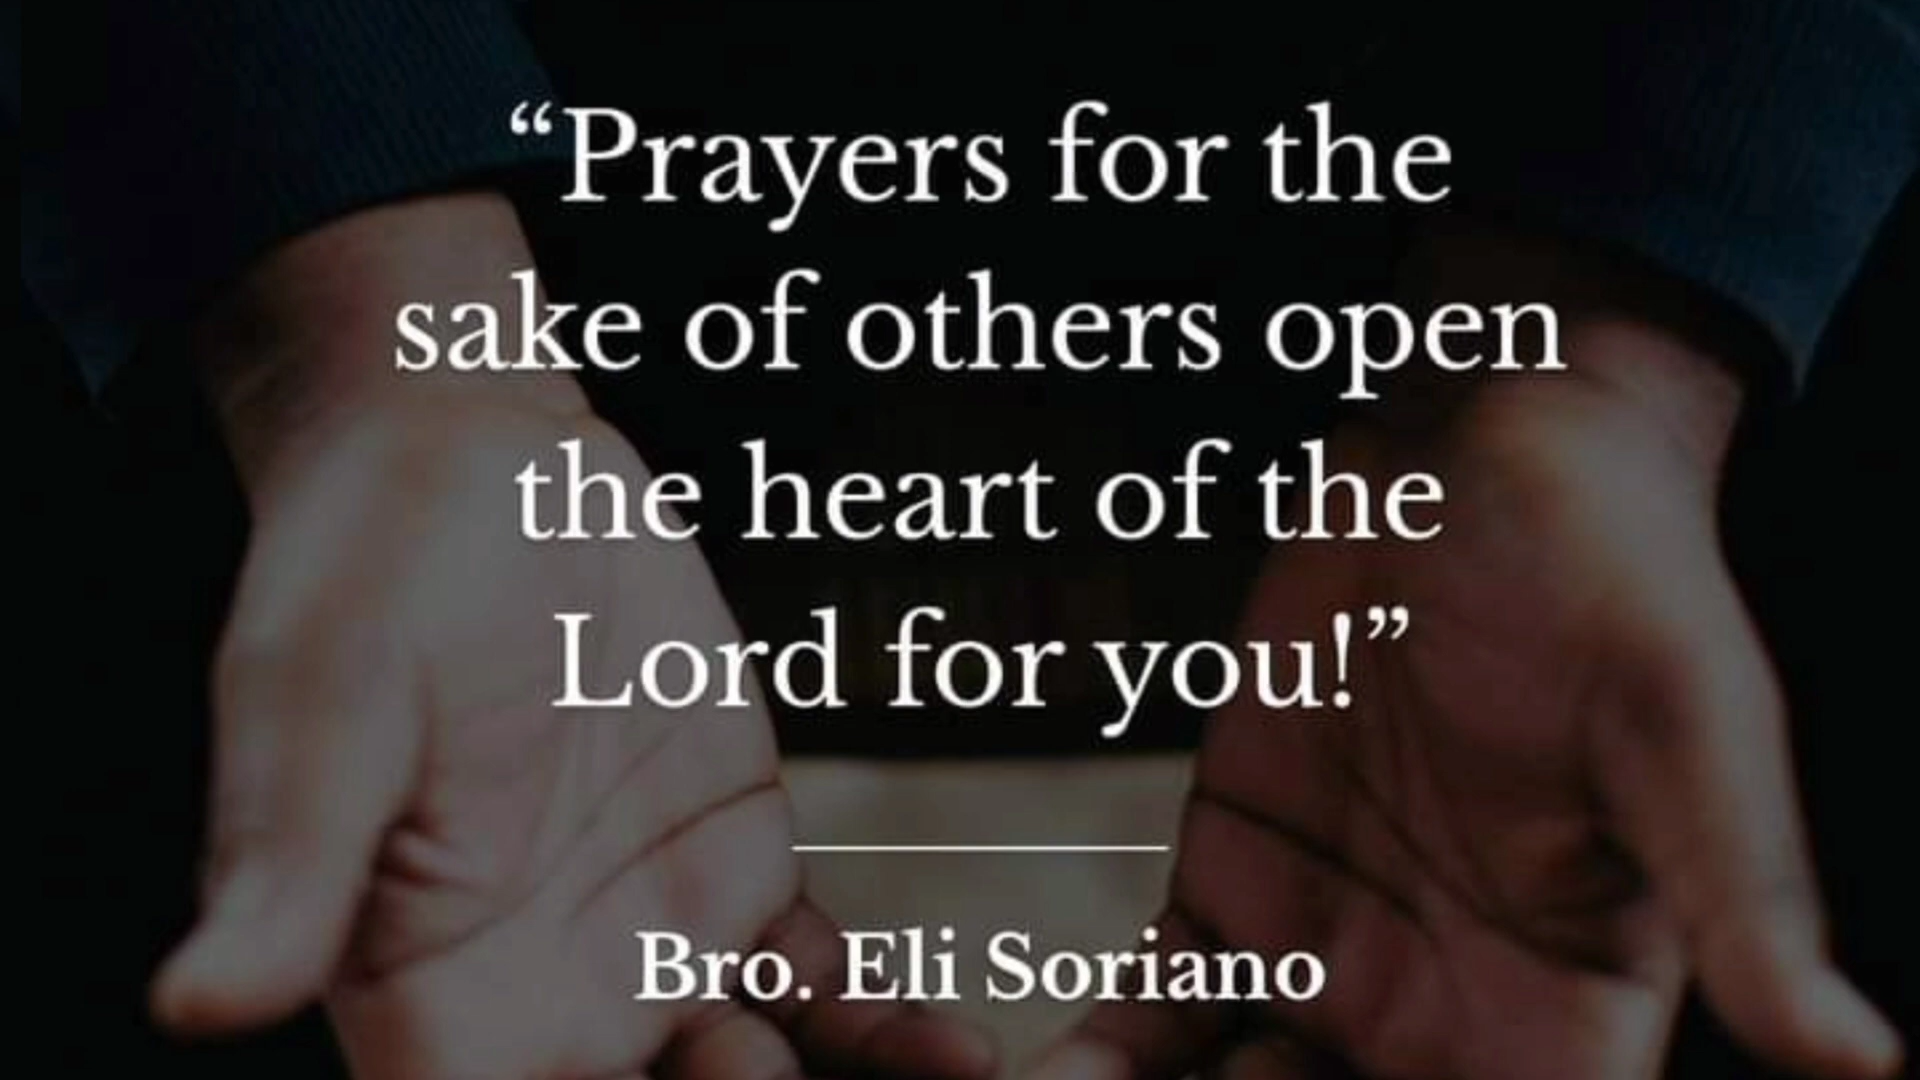 “Prayers for the
sake of others open
the heart of the
Lord for you!”
Bro. Eli Soriano